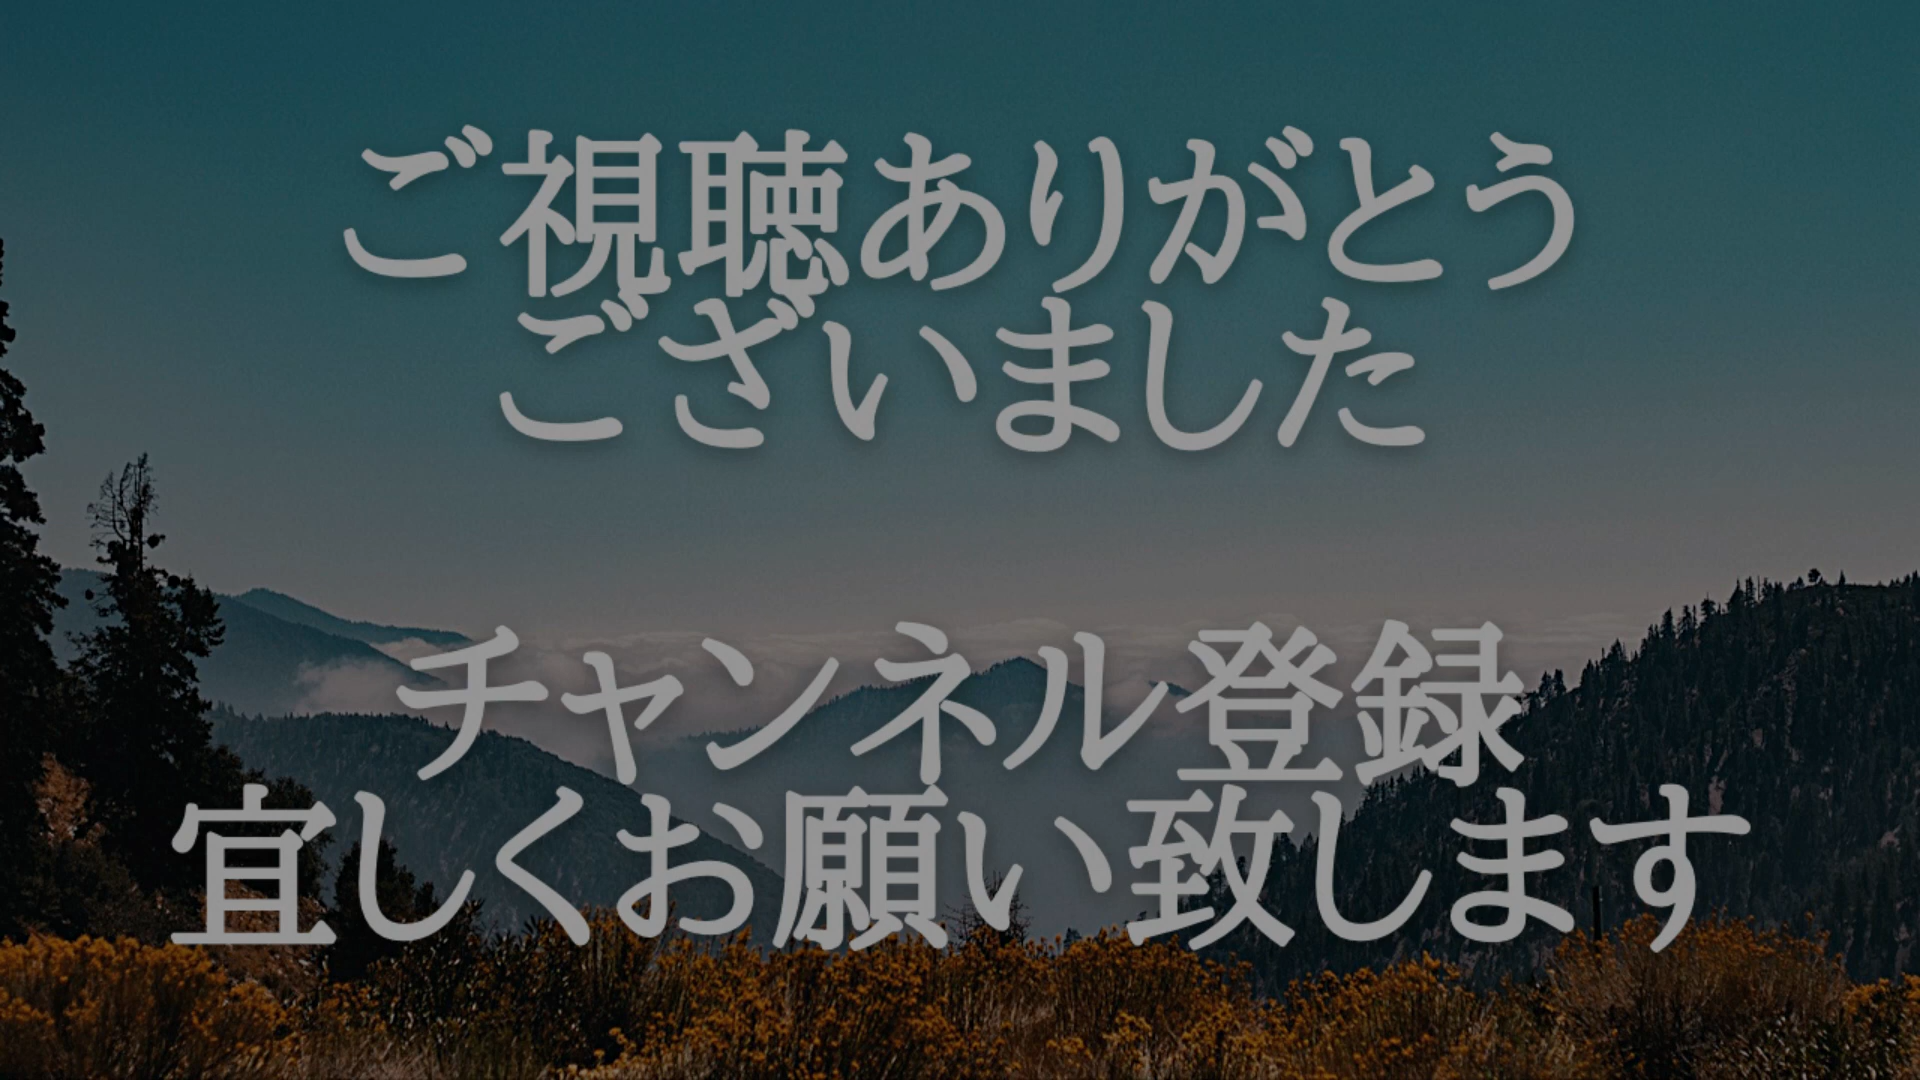 ご視聴ありがとう
ございました
チャンネル登録
宜しくお願い致します